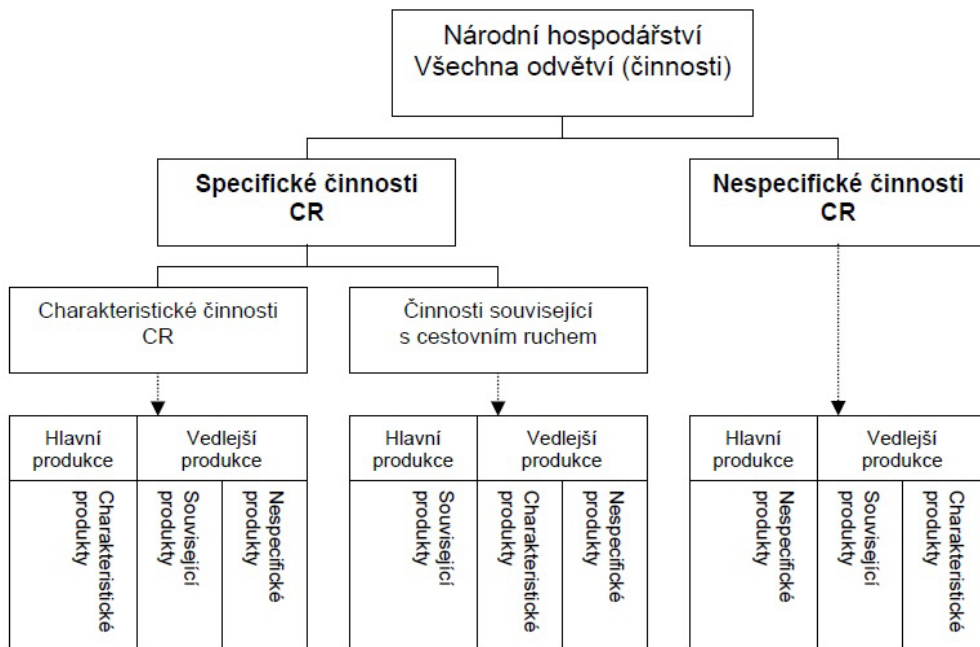 Národní hospodářství
Všechna odvětví (činnosti)
Specifické činnosti
CR
Nespecifické činnosti
CR
Charakteristické činnosti
CR
Činnosti související
s cestovním ruchem
Hlavní
produkce
Vedlejší
produkce
Hlavní
produkce
Vedlejší
produkce
Hlavní
produkce
Vedlejší
produkce
Charakteristické
produkty
Související
produkty
Nespecifické
produkty
Související
produkty
Charakteristické
produkty
Nespecifické
produkty
Nespecifické
produkty
Související
produkty
Charakteristické
produkty